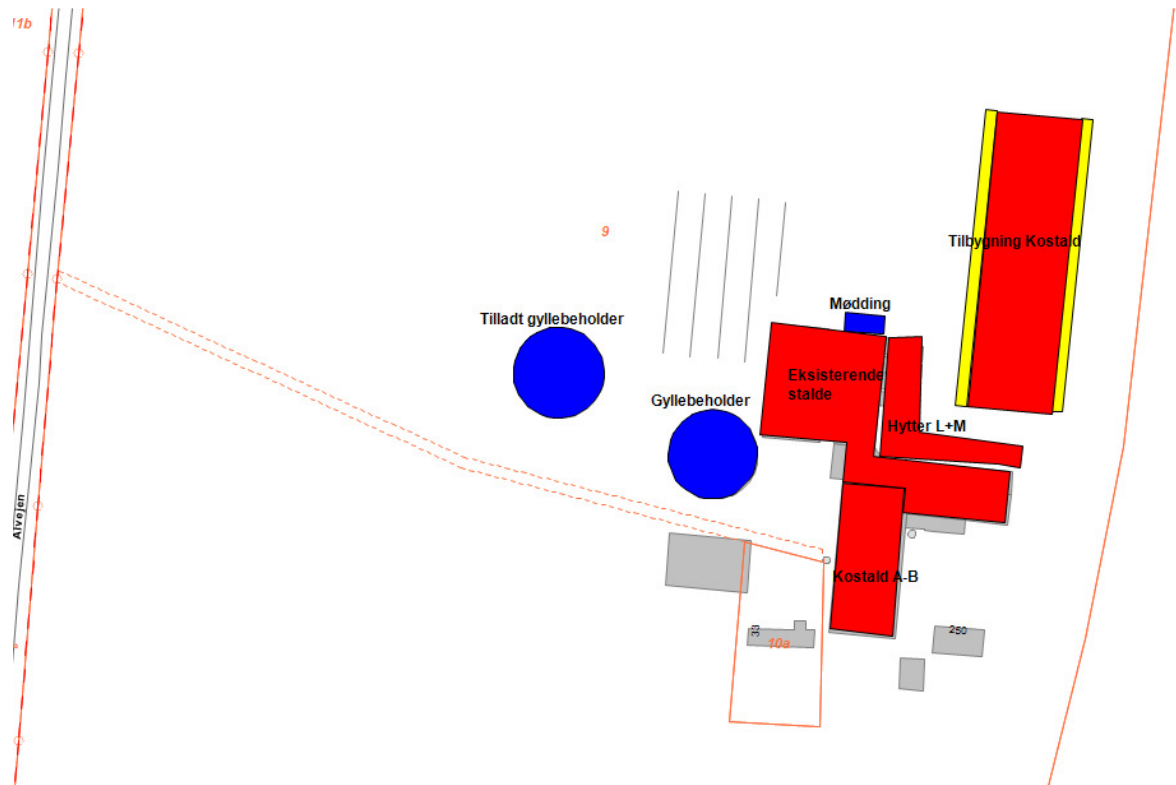 11b
9
Tilbygning Kostald
Mødding
Tilladt gyllebeholder
Eksisterende
stalde
Gyllebeholder
Hytter L+M
Alvejen
Kostald A-B
33
250
10a